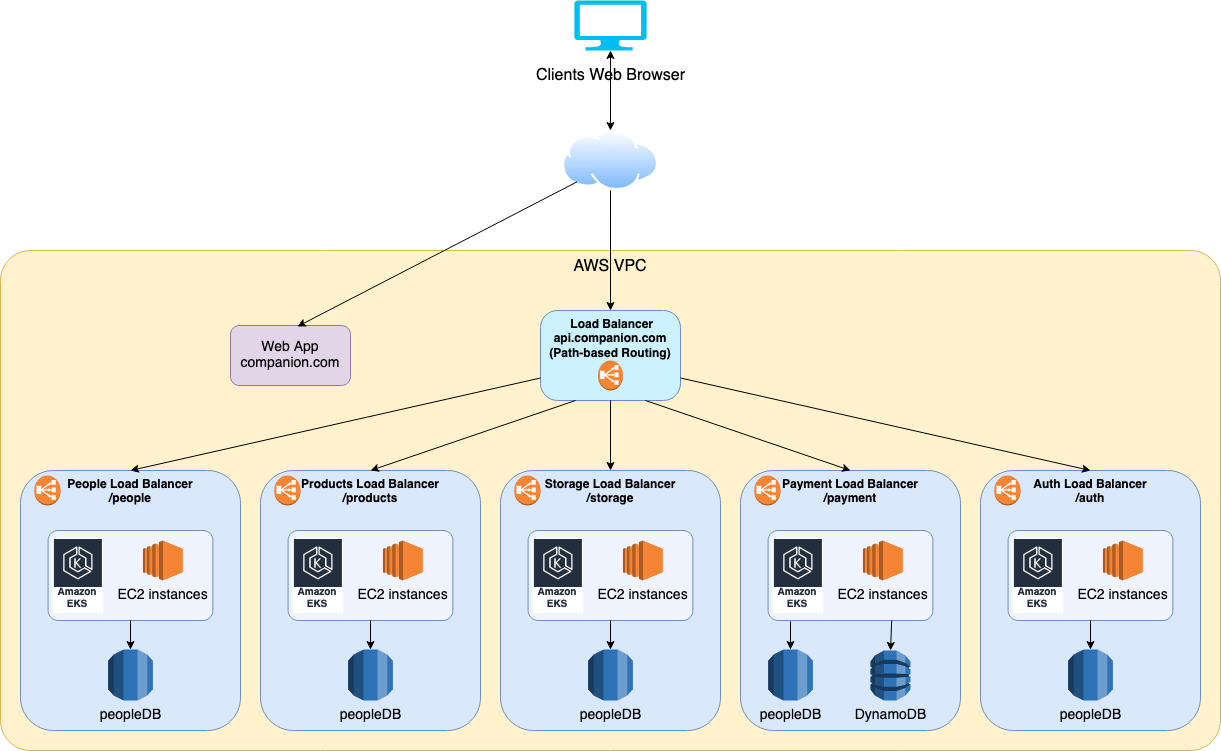 Clients Web Browser
AWS VPC
Web App
companion.com
Load Balancer
api.companion.com
(Path-based Routing)
People Load Balancer
/people
Amazon
EKS
EC2 instances
peopleDB
Products Load Balancer
/products
Amazon
EKS
EC2 instances
peopleDB
Storage Load Balancer
/storage
Amazon
EKS
EC2 instances
peopleDB
Payment Load Balancer
/payment
Amazon
EKS
EC2 instances
peopleDB
DynamoDB
Auth Load Balancer
/auth
Amazon
EKS
EC2 instances
peopleDB